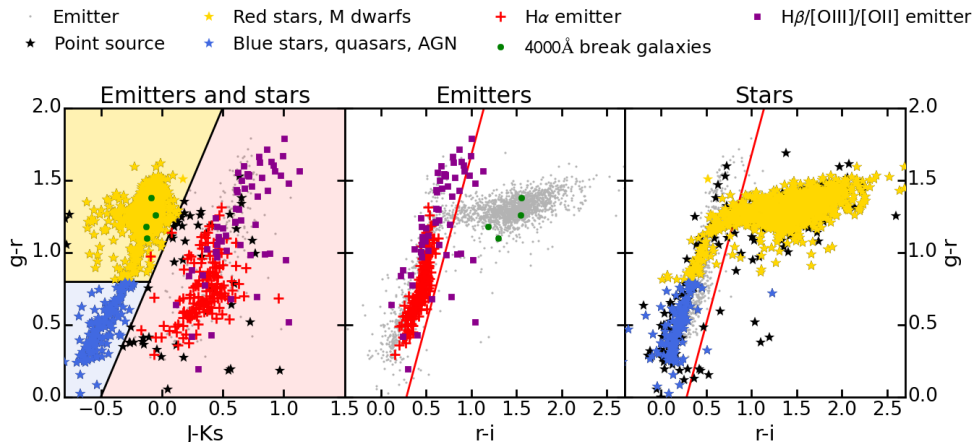 Emitter
Red stars, M dwarfs
Hα emitter
Hβ/[OIII]/[OII] emitter
Point source
Blue stars, quasars, AGN
4000Å break galaxies
Emitters and stars
Emitters
Stars
2.0
1.5
1.0
0.5
0.0
g-r
2.0
1.5
1.0
0.5
0.0
g-r
−0.5 0.0 0.5 1.0 1.5
0.0 0.5 1.0 1.5 2.0 2.5
0.0 0.5 1.0 1.5 2.0 2.5
J-Ks
r-i
r-i